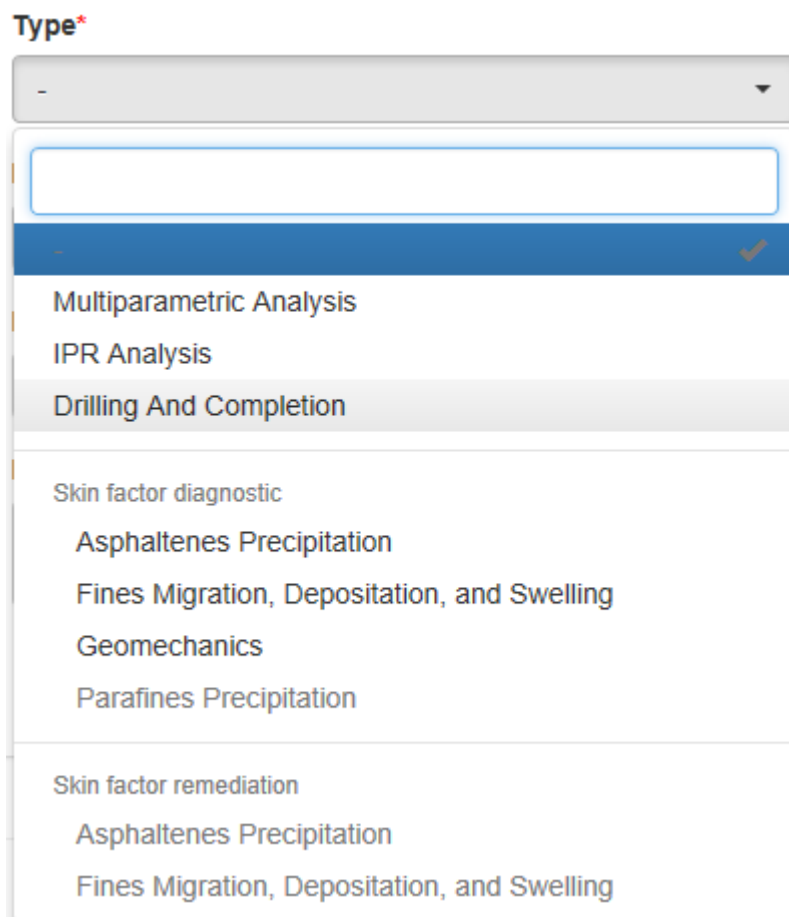 Type*
-
-
Multiparametric Analysis
IPR Analysis
Drilling And Completion
Skin factor diagnostic
Asphaltenes Precipitation
Fines Migration, Depositation, and Swelling
Geomechanics
Parafines Precipitation
Skin factor remediation
Asphaltenes Precipitation
Fines Migration, Depositation, and Swelling